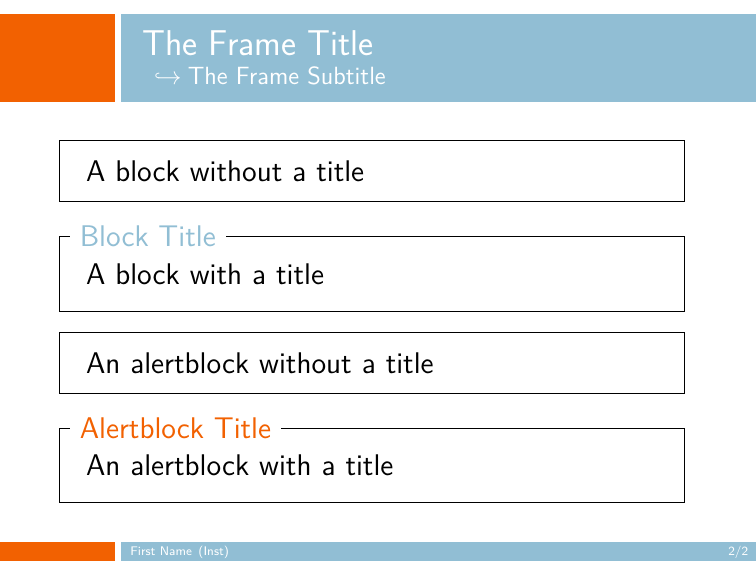 The Frame Title
↪ The Frame Subtitle
A block without a title
Block Title
A block with a title
An alertblock without a title
Alertblock Title
An alertblock with a title
First Name (Inst)
2/2